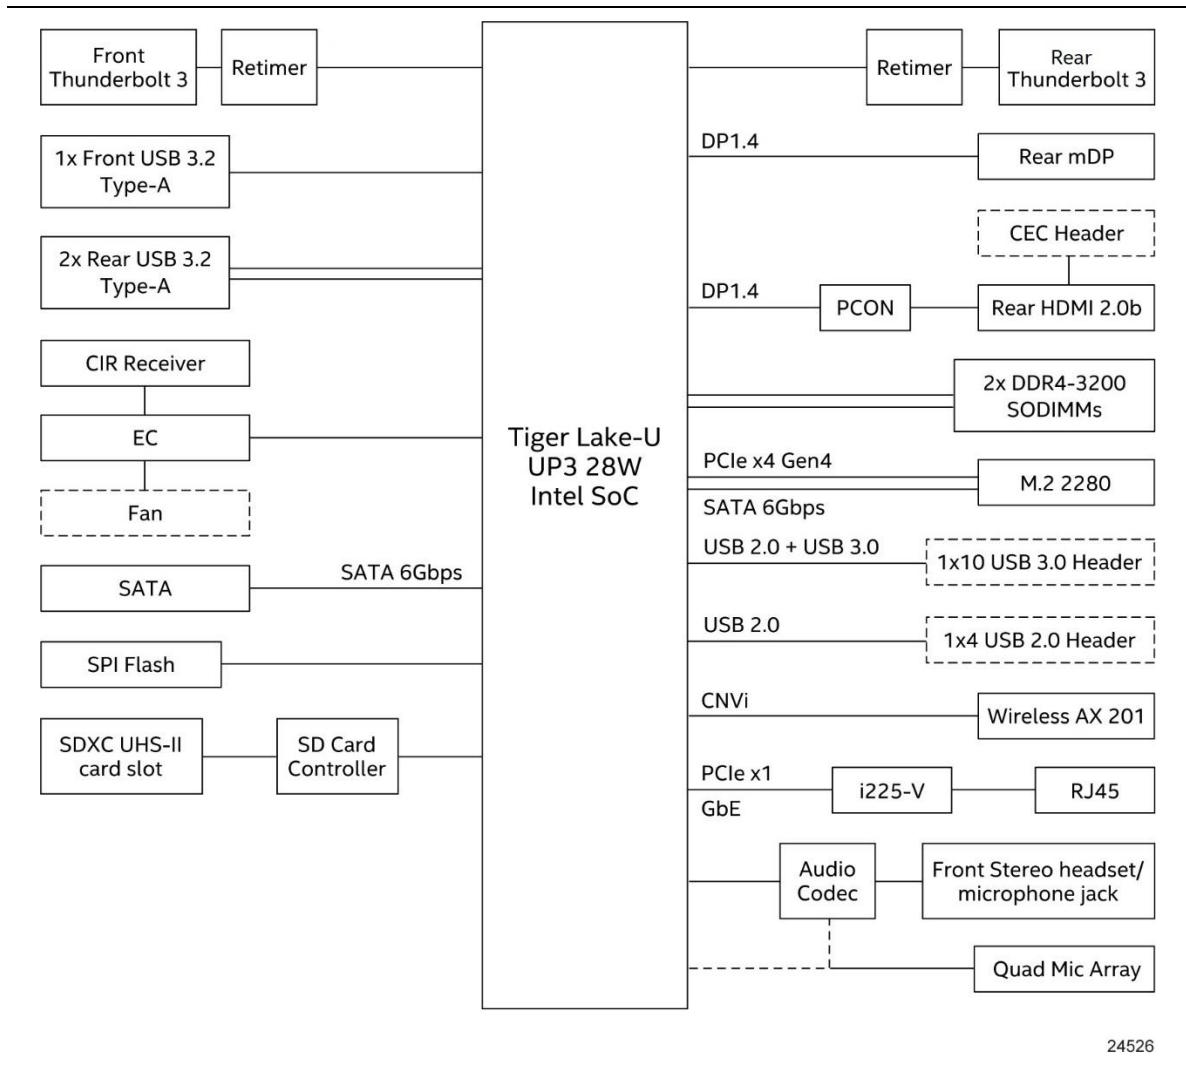 Front
Thunderbolt 3
Retimer
1x Front USB 3.2
Type-A
2x Rear USB 3.2
Type-A
CIR Receiver
EC
Fan
SATA
SATA 6Gbps
SPI Flash
SDXC UHS-II
card slot
SD Card
Controller
Tiger Lake-U
UP3 28W
Intel SoC
Retimer
Rear
Thunderbolt 3
DP1.4
Rear mDP
CEC Header
DP1.4
PCON
Rear HDMI 2.0b
2x DDR4-3200
SODIMMs
PCIe x4 Gen4
SATA 6Gbps
M.2 2280
USB 2.0 + USB 3.0
1x10 USB 3.0 Header
USB 2.0
1x4 USB 2.0 Header
CNVi
Wireless AX 201
PCIe x1
GbE
i225-V
RJ45
Audio
Codec
Front Stereo headset/
microphone jack
Quad Mic Array
24526